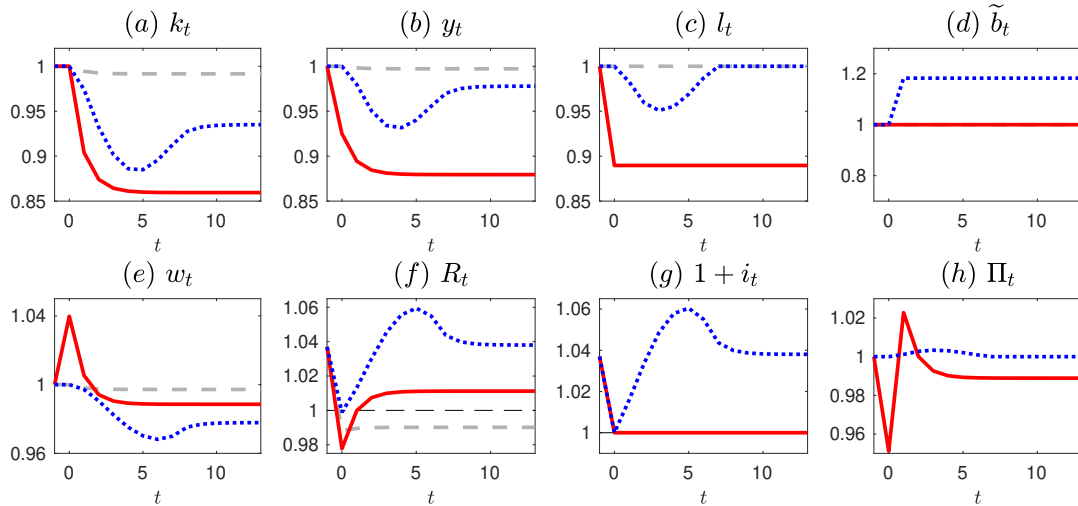 (a) k_t
(b) y_t
(c) l_t
(d) \widetilde{b}_t
1
0.95
0.9
0.85
0 5 10
t
1
0.95
0.9
0.85
0 5 10
t
1
0.95
0.9
0.85
0 5 10
t
1.2
1
0.8
0 5 10
t
(e) w_t
(f) R_t
(g) 1 + i_t
(h) Π_t
1.04
1
0.96
0 5 10
t
1.06
1.04
1.02
1
0.98
0 5 10
t
1.06
1.04
1.02
1
0 5 10
t
1.02
1
0.98
0.96
0 5 10
t